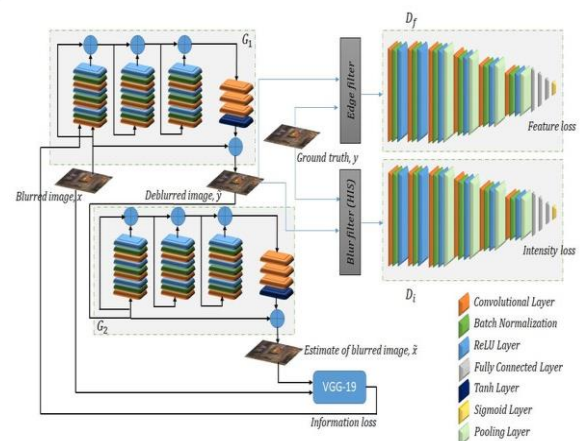 G1
Df
Edge filter
Feature loss
Ground truth, y
Blurred image, x
Deblurred image, ỹ
Blur filter (HIS)
Intensity loss
Di
G2
Estimate of blurred image, x̃
VGG-19
Information loss
Convolutional Layer
Batch Normalization
ReLU Layer
Fully Connected Layer
Tanh Layer
Sigmoid Layer
Pooling Layer